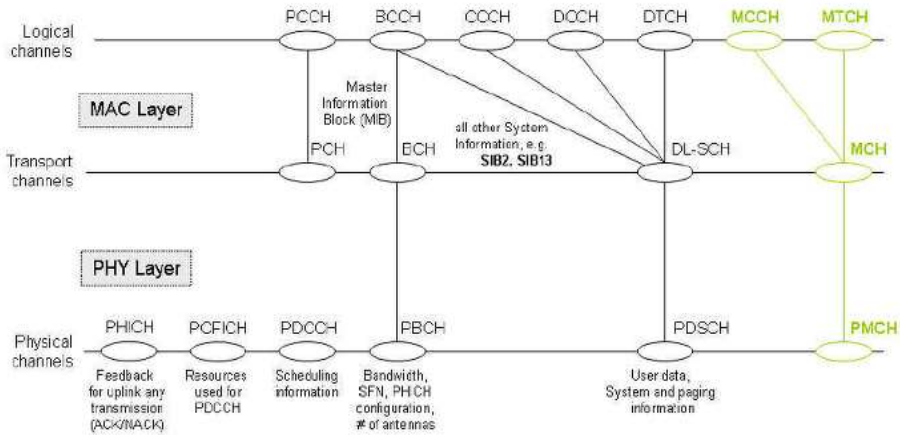 PCCH BCCH CCCH DCCH DTCH MCCH MTCH
Logical
channels
Master
Information
Block (MIB)
MAC Layer
all other System
Information, e.g.
SIB2, SIB13
PCH BCH DL-SCH MCH
Transport
channels
PHY Layer
PHICH PCFICH PDCCH PBCH PDSCH PMCH
Physical
channels
Feedback
for uplink any
transmission
(ACK/NACK)
Resources
used for
PDCCH
Scheduling
information
Bandwidth,
SFN, PHICH
configuration,
# of antennas
User data,
System and paging
information